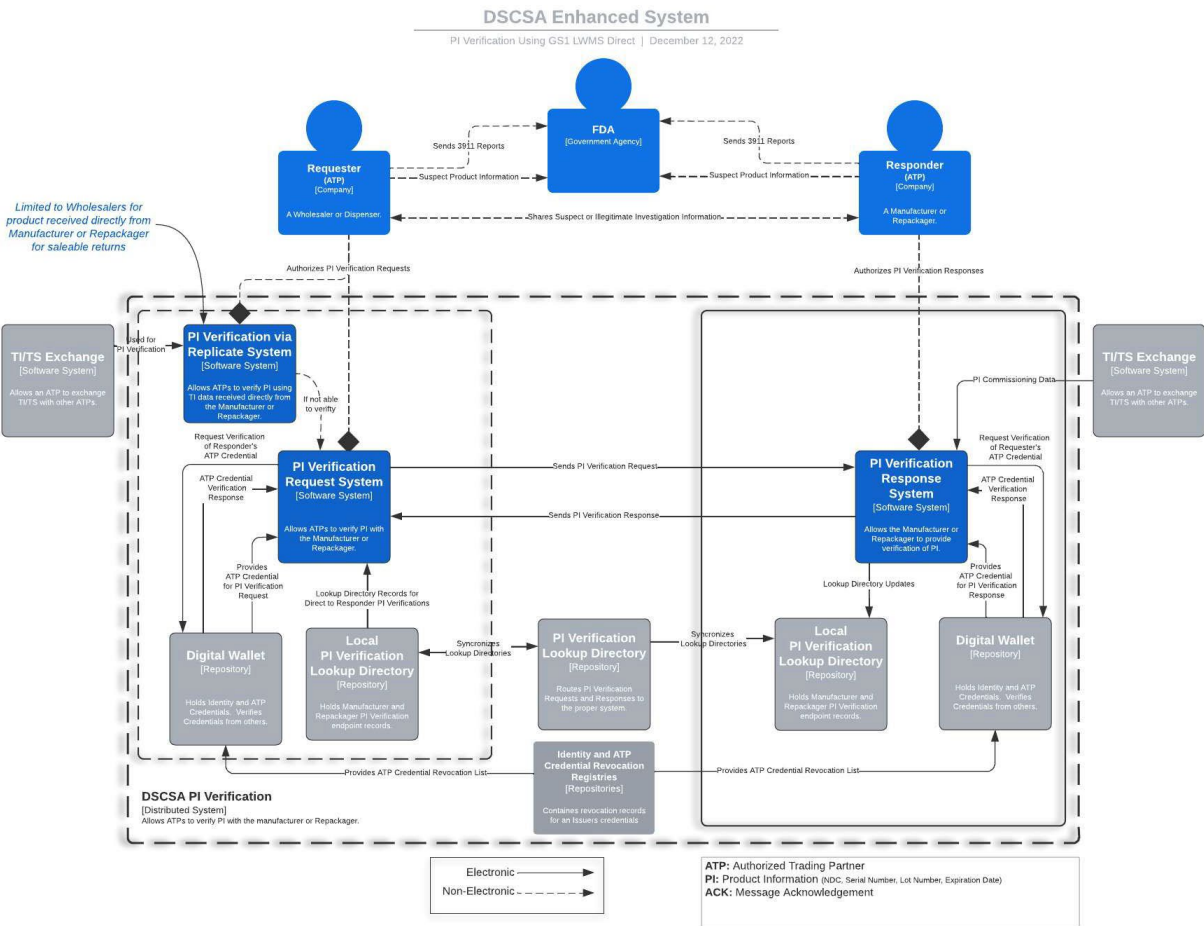 DSCSA Enhanced System
PI Verification Using GS1 LWMS Direct | December 12, 2022
FDA
[Government Agency]
Requester
(ATP)
[Company]
A Wholesaler or Dispenser.
Responder
(ATP)
[Company]
A Manufacturer or
Repackager.
Sends 3911 Reports
Sends 3911 Reports
Suspect Product Information
Suspect Product Information
Shares Suspect or Illegitimate Investigation Information
Limited to Wholesalers for
product received directly from
Manufacturer or Repackager
for saleable returns
Authorizes PI Verification Requests
Authorizes PI Verification Responses
TI/TS Exchange
[Software System]
Allows an ATP to exchange
TI/TS with other ATPs.
Used for
PI Verification
PI Verification via
Replicate System
[Software System]
Allows ATPs to verify PI using
TI data received directly from
the Manufacturer or
Repackager.
If not able
to verifty
TI/TS Exchange
[Software System]
Allows an ATP to exchange
TI/TS with other ATPs.
PI Commissioning Data
Request Verification
of Responder's
ATP Credential
ATP Credential
Verification
Response
Provides
ATP Credential
for PI Verification
Request
PI Verification
Request System
[Software System]
Allows ATPs to verify PI with
the Manufacturer or
Repackager.
Sends PI Verification Request
Sends PI Verification Response
PI Verification
Response
System
[Software System]
Allows the Manufacturer or
Repackager to provide
verification of PI.
Request Verification
of Requester's
ATP Credential
ATP Credential
Verification
Response
Provides
ATP Credential
for PI Verification
Response
Lookup Directory Records for
Direct to Responder PI Verifications
Lookup Directory Updates
Digital Wallet
[Repository]
Holds Identity and ATP
Credentials. Verifies
Credentials from others.
Local
PI Verification
Lookup Directory
[Repository]
Holds Manufacturer and
Repackager PI Verification
endpoint records.
Syncronizes
Lookup Directories
PI Verification
Lookup Directory
[Repository]
Routes PI Verification
Requests and Responses to
the proper system.
Syncronizes
Lookup Directories
Local
PI Verification
Lookup Directory
[Repository]
Holds Manufacturer and
Repackager PI Verification
endpoint records.
Digital Wallet
[Repository]
Holds Identity and ATP
Credentials. Verifies
Credentials from others.
Provides ATP Credential Revocation List
Identity and ATP
Credential Revocation
Registries
[Repositories]
Containes revocation records
for an Issuers credentials
Provides ATP Credential Revocation List
DSCSA PI Verification
[Distributed System]
Allows ATPs to verify PI with the manufacturer or Repackager.
Electronic
Non-Electronic
ATP: Authorized Trading Partner
PI: Product Information (NDC, Serial Number, Lot Number, Expiration Date)
ACK: Message Acknowledgement